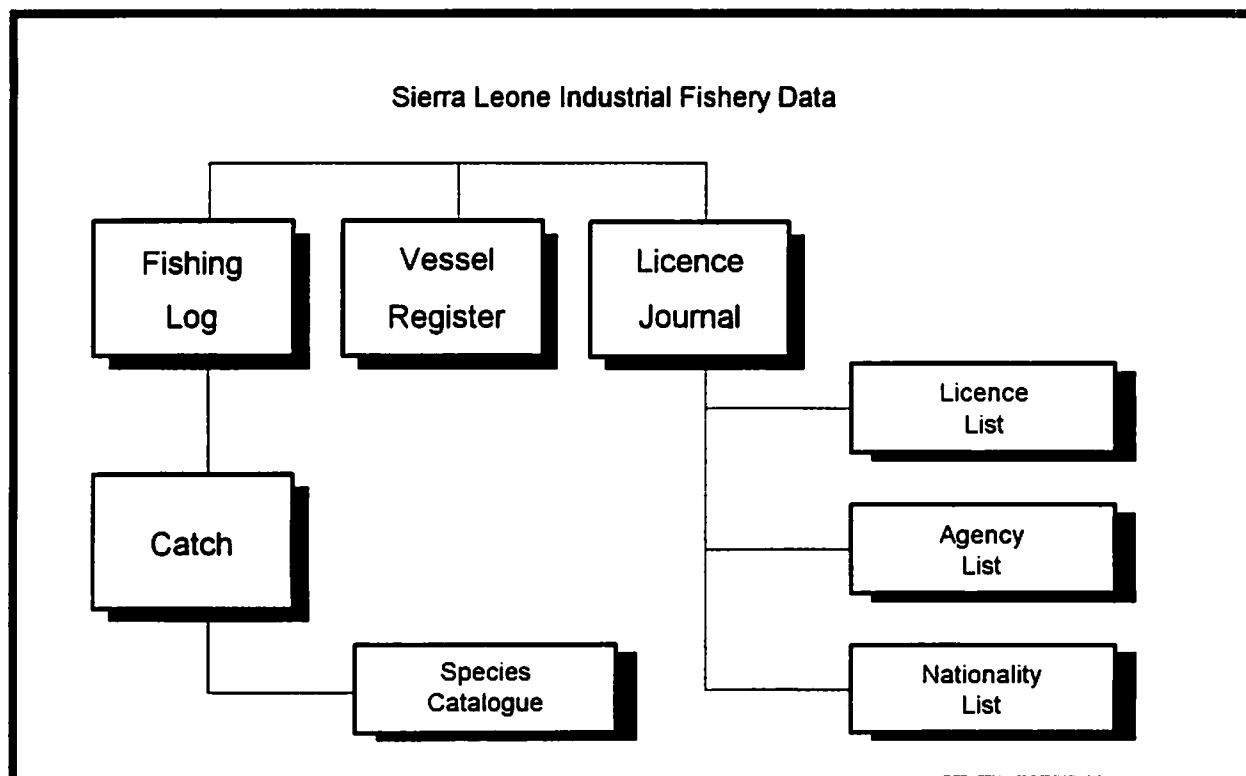 Sierra Leone Industrial Fishery Data
Fishing
Log
Vessel
Register
Licence
Journal
Licence
List
Catch
Agency
List
Species
Catalogue
Nationality
List